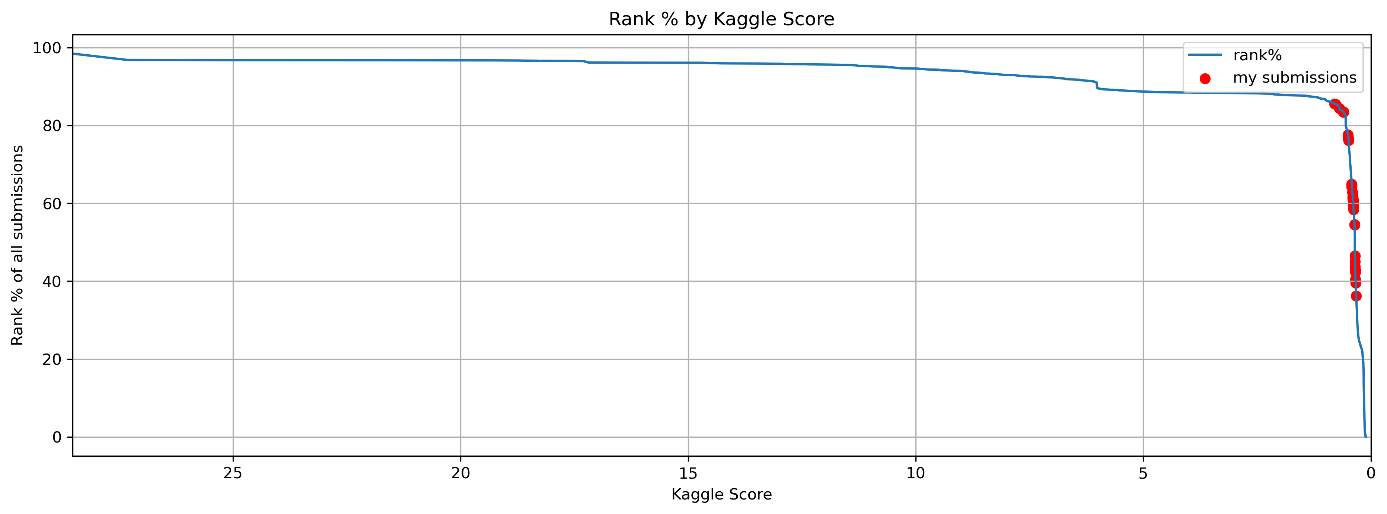 Rank % by Kaggle Score
rank%
my submissions
Rank % of all submissions
100
80
60
40
20
0
25
20
15
10
5
0
Kaggle Score